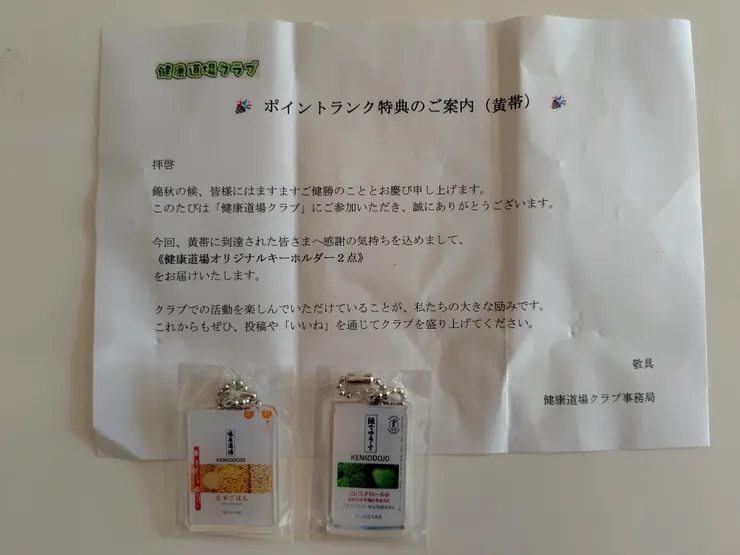 健康道場クラブ
ポイントランク特典のご案内（黄帯）
拝啓
錦秋の候、皆様にはますますご健勝のこととお慶び申し上げます。
このたびは「健康道場クラブ」にご参加いただき、誠にありがとうございます。
今回、黄帯に到達された皆さまへ感謝の気持ちを込めまして、
《健康道場オリジナルキーホルダー２点》
をお届けいたします。
クラブでの活動を楽しんでいただけていることが、私たちの大きな励みです。
これからもぜひ、投稿や「いいね」を通じてクラブを盛り上げてください。
敬具
健康道場クラブ事務局
健康道場
KENKODOJO
玄米ごはん
緑でサラナ
KENKODOJO
コレステロールが
SUNSTAR